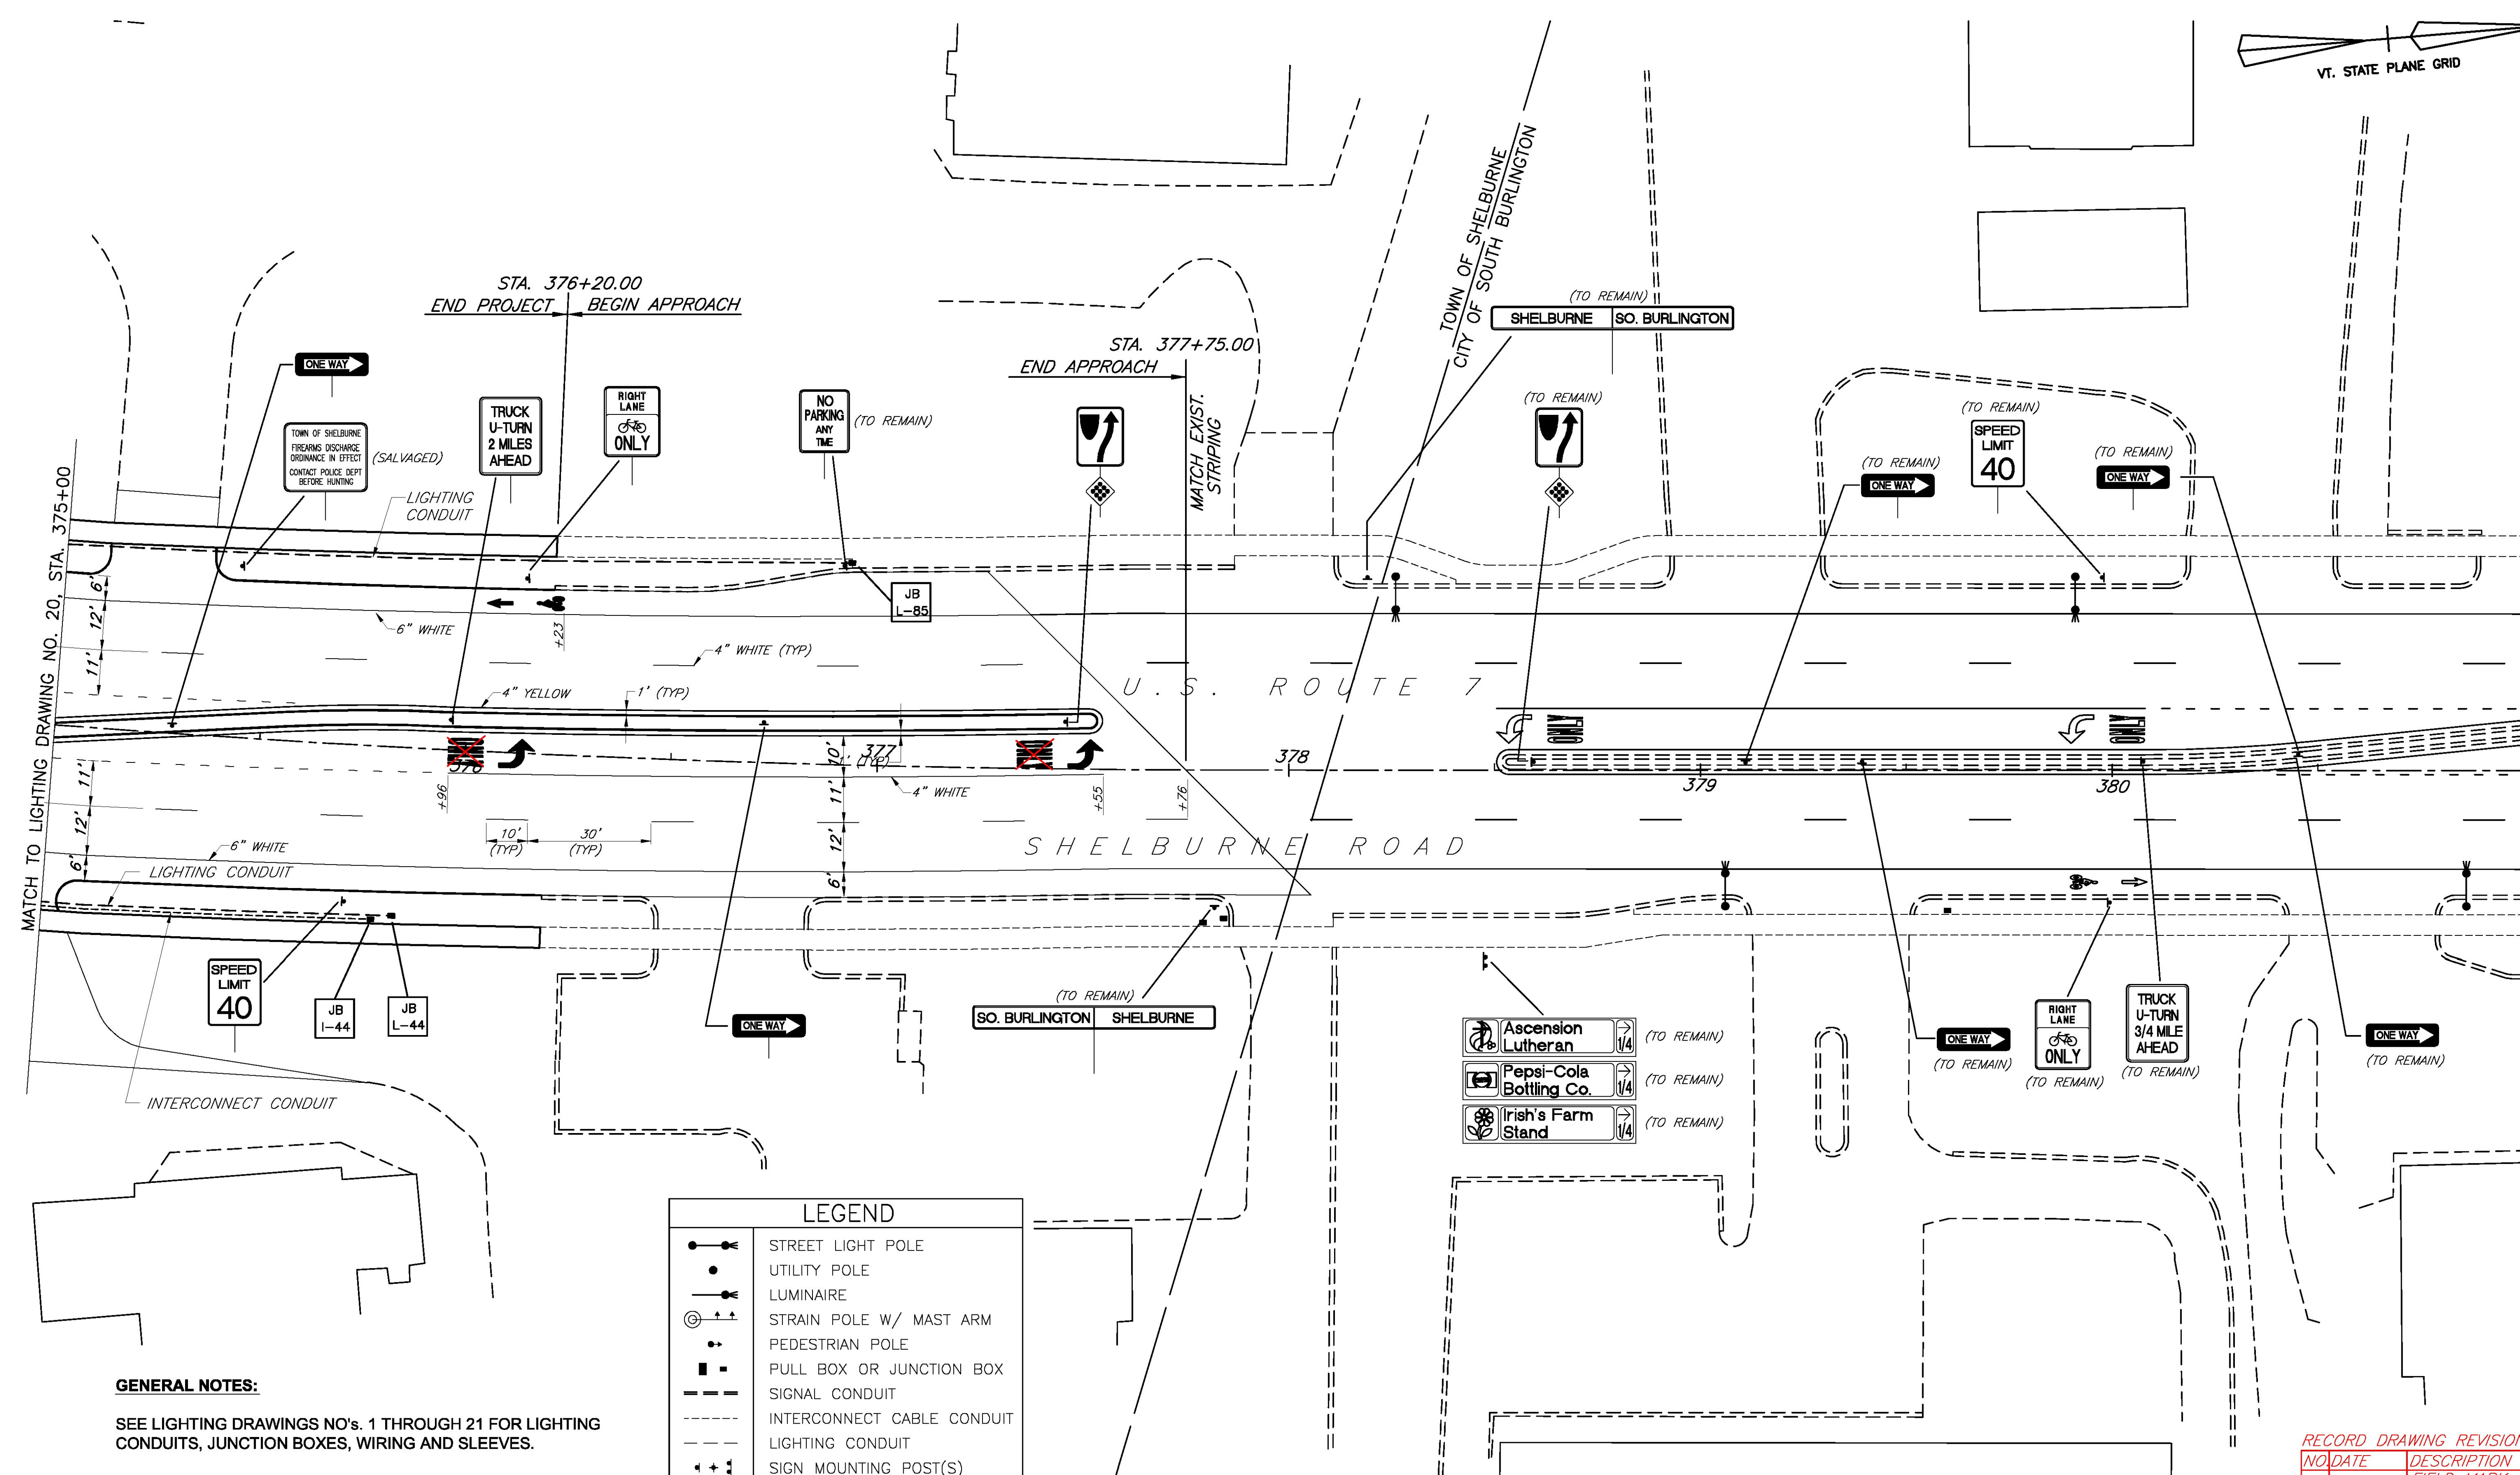 VT. STATE PLANE GRID
TOWN OF SHELBURNE
CITY OF SOUTH BURLINGTON
STA. 376+20.00
END PROJECT
BEGIN APPROACH
(TO REMAIN)
SHELBURNE
SO. BURLINGTON
STA. 377+75.00
END APPROACH
MATCH EXIST.
STRIPING
ONE WAY
TOWN OF SHELBURNE
FIREARMS DISCHARGE
ORDINANCE IN EFFECT
CONTACT POLICE DEPT
BEFORE HUNTING
(SALVAGED)
TRUCK
U-TURN
2 MILES
AHEAD
RIGHT
LANE
ONLY
NO
PARKING
ANY
TIME
(TO REMAIN)
(TO REMAIN)
(TO REMAIN)
ONE WAY
(TO REMAIN)
SPEED
LIMIT
40
(TO REMAIN)
ONE WAY
LIGHTING
CONDUIT
MATCH TO LIGHTING DRAWING NO. 20, STA. 375+00
6'
12'
11'
6" WHITE
+23
JB
L-85
4" WHITE (TYP)
4" YELLOW
1' (TYP)
U.S. ROUTE 7
ONLY
ONLY
376
377
1' (TYP)
378
379
380
10'
11'
12'
6'
4" WHITE
+96
+55
+76
10'
(TYP)
30'
(TYP)
11'
12'
6'
6" WHITE
LIGHTING CONDUIT
SHELBURNE ROAD
SPEED
LIMIT
40
JB
I-44
JB
L-44
INTERCONNECT CONDUIT
ONE WAY
(TO REMAIN)
SO. BURLINGTON
SHELBURNE
Ascension
Lutheran
1/4
(TO REMAIN)
Pepsi-Cola
Bottling Co.
1/4
(TO REMAIN)
Irish's Farm
Stand
1/4
(TO REMAIN)
ONE WAY
(TO REMAIN)
RIGHT
LANE
ONLY
(TO REMAIN)
TRUCK
U-TURN
3/4 MILE
AHEAD
(TO REMAIN)
ONE WAY
(TO REMAIN)
LEGEND
STREET LIGHT POLE
UTILITY POLE
LUMINAIRE
STRAIN POLE W/ MAST ARM
PEDESTRIAN POLE
PULL BOX OR JUNCTION BOX
SIGNAL CONDUIT
INTERCONNECT CABLE CONDUIT
LIGHTING CONDUIT
SIGN MOUNTING POST(S)
GENERAL NOTES:
SEE LIGHTING DRAWINGS NO's. 1 THROUGH 21 FOR LIGHTING
CONDUITS, JUNCTION BOXES, WIRING AND SLEEVES.
RECORD DRAWING REVISION
NO. DATE DESCRIPTION